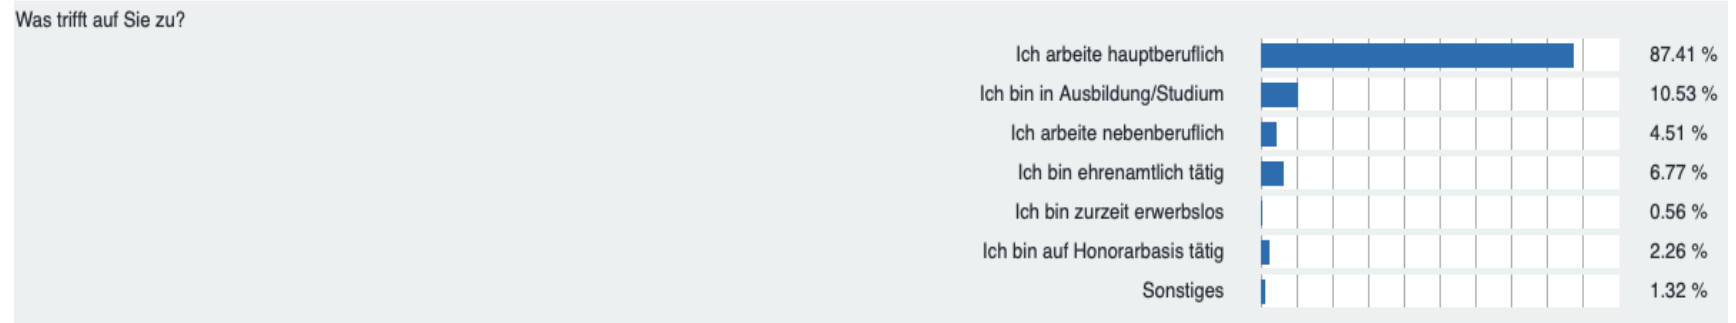 Was trifft auf Sie zu?
Ich arbeite hauptberuflich 87.41 %
Ich bin in Ausbildung/Studium 10.53 %
Ich arbeite nebenberuflich 4.51 %
Ich bin ehrenamtlich tätig 6.77 %
Ich bin zurzeit erwerbslos 0.56 %
Ich bin auf Honorarbasis tätig 2.26 %
Sonstiges 1.32 %